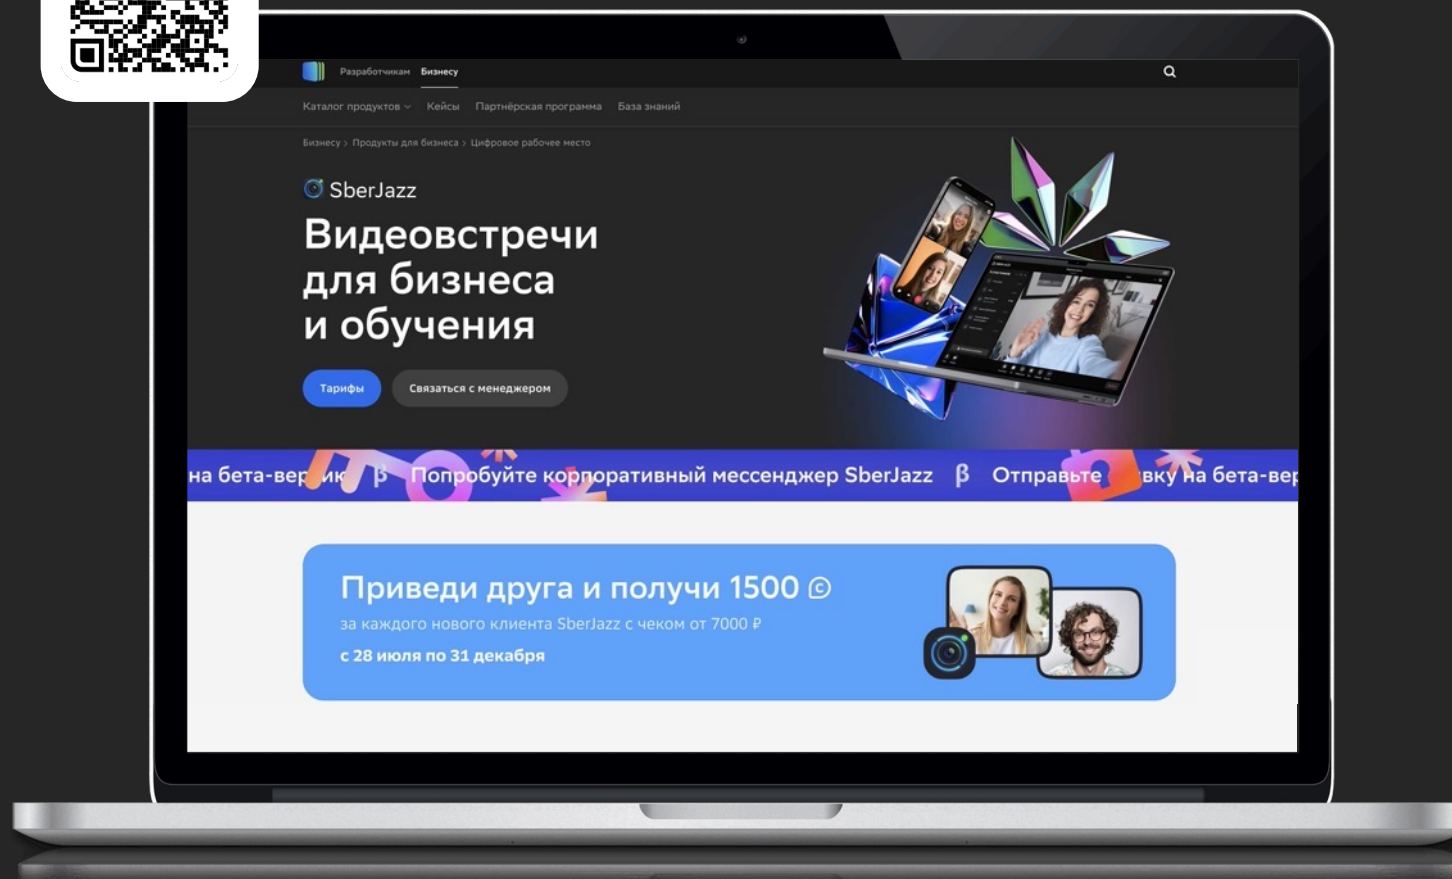 Разработчикам Бизнесу
Каталог продуктов Кейсы Партнёрская программа База знаний
Бизнесу > Продукты для бизнеса > Цифровое рабочее место
SberJazz
Видеовстречи
для бизнеса
и обучения
Тарифы Связаться с менеджером
на бета-вер ию β Попробуйте корпоративный мессенджер SberJazz β Отправьте вку на бета-вер
Приведи друга и получи 1500 C
за каждого нового клиента SberJazz с чеком от 7000 ₽
с 28 июля по 31 декабря